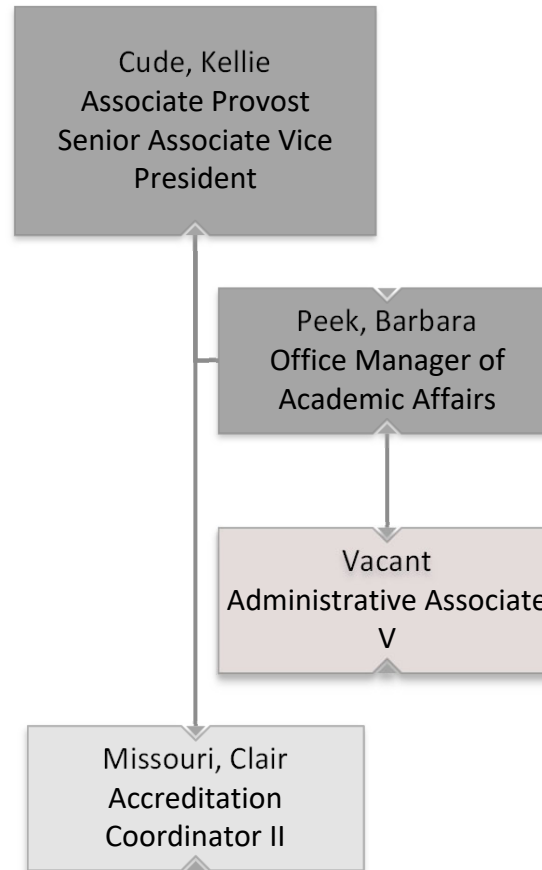 Cude, Kellie
Associate Provost
Senior Associate Vice
President
Peek, Barbara
Office Manager of
Academic Affairs
Vacant
Administrative Associate
V
Missouri, Clair
Accreditation
Coordinator II